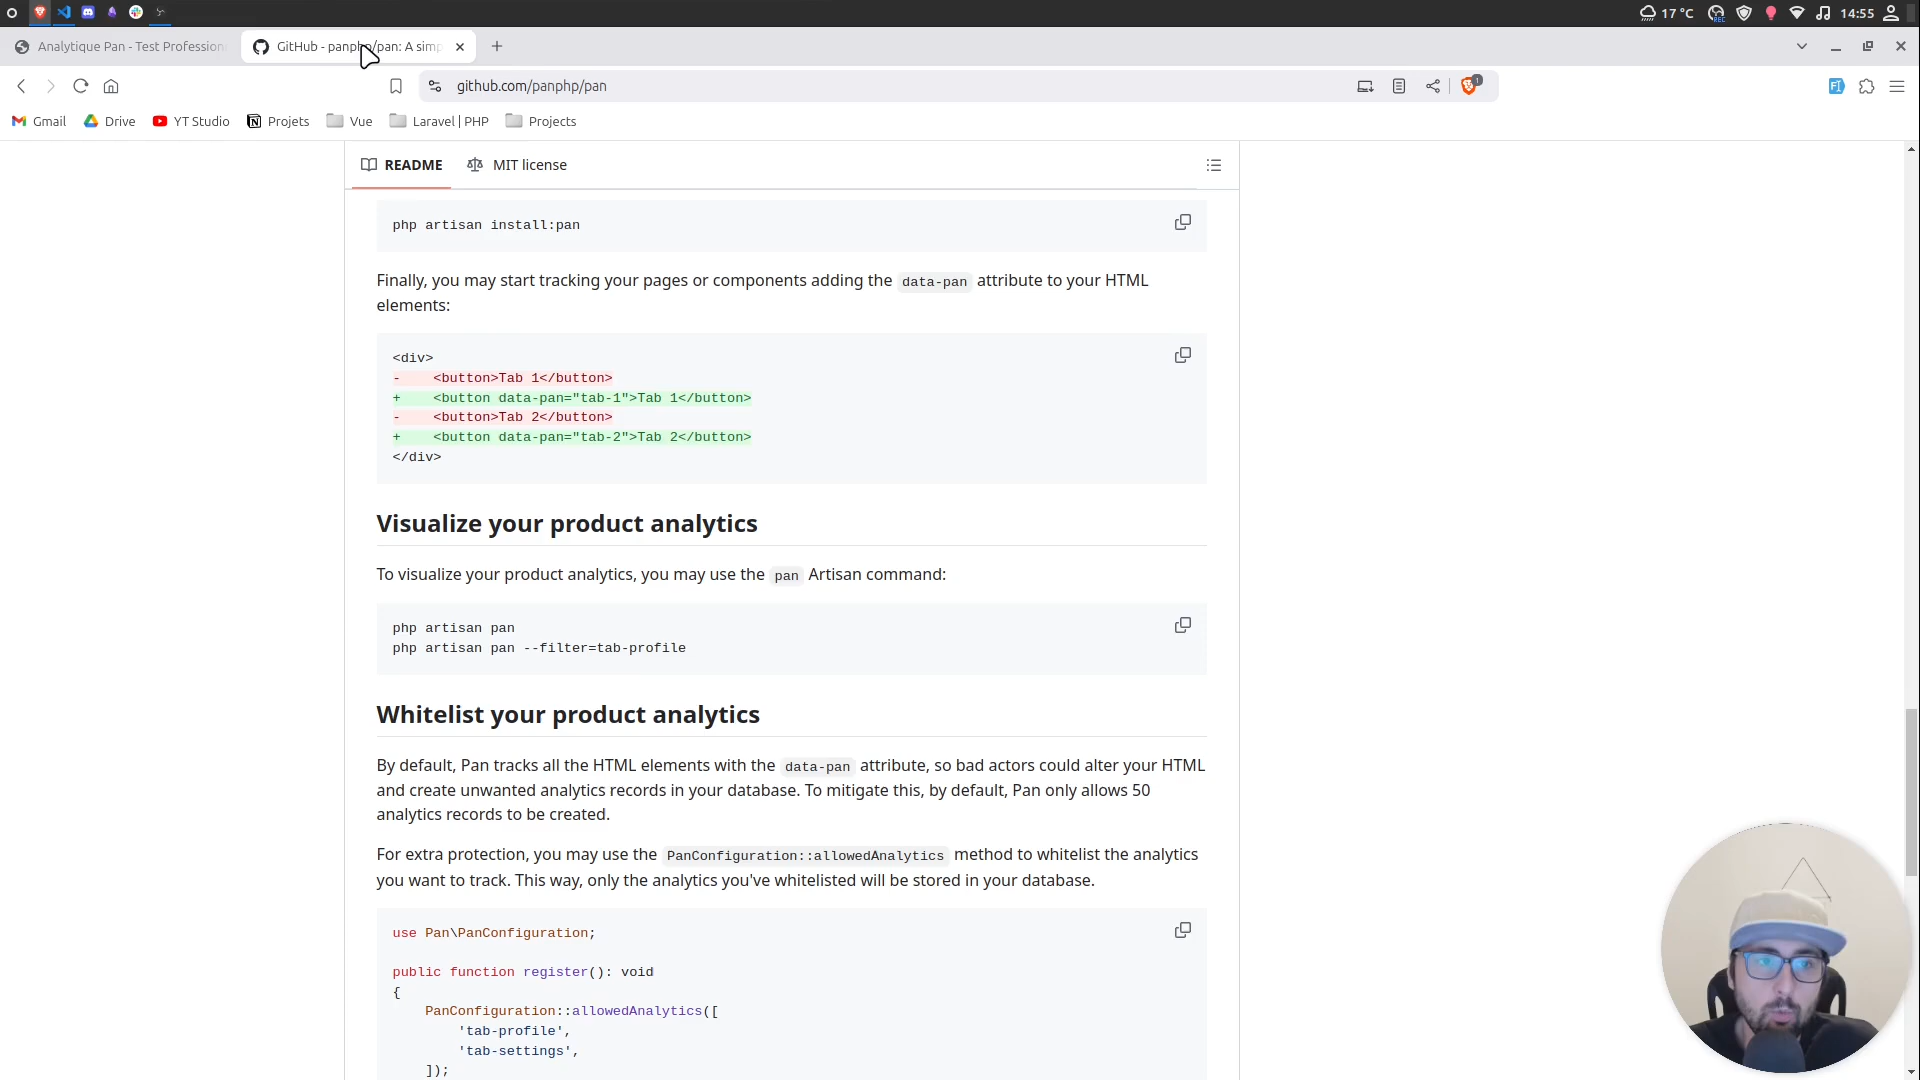 17 °C
14:55
Analytique Pan - Test Profession
GitHub - panphp/pan: A simp
github.com/panphp/pan
1
Gmail
Drive
YT Studio
Projets
Vue
Laravel | PHP
Projects
README
MIT license
php artisan install:pan
Finally, you may start tracking your pages or components adding the data-pan attribute to your HTML
elements:
<div>
-    <button>Tab 1</button>
+    <button data-pan="tab-1">Tab 1</button>
-    <button>Tab 2</button>
+    <button data-pan="tab-2">Tab 2</button>
</div>
Visualize your product analytics
To visualize your product analytics, you may use the pan Artisan command:
php artisan pan
php artisan pan --filter=tab-profile
Whitelist your product analytics
By default, Pan tracks all the HTML elements with the data-pan attribute, so bad actors could alter your HTML
and create unwanted analytics records in your database. To mitigate this, by default, Pan only allows 50
analytics records to be created.
For extra protection, you may use the PanConfiguration::allowedAnalytics method to whitelist the analytics
you want to track. This way, only the analytics you've whitelisted will be stored in your database.
use Pan\PanConfiguration;
public function register(): void
{
    PanConfiguration::allowedAnalytics([
        'tab-profile',
        'tab-settings',
    ]);